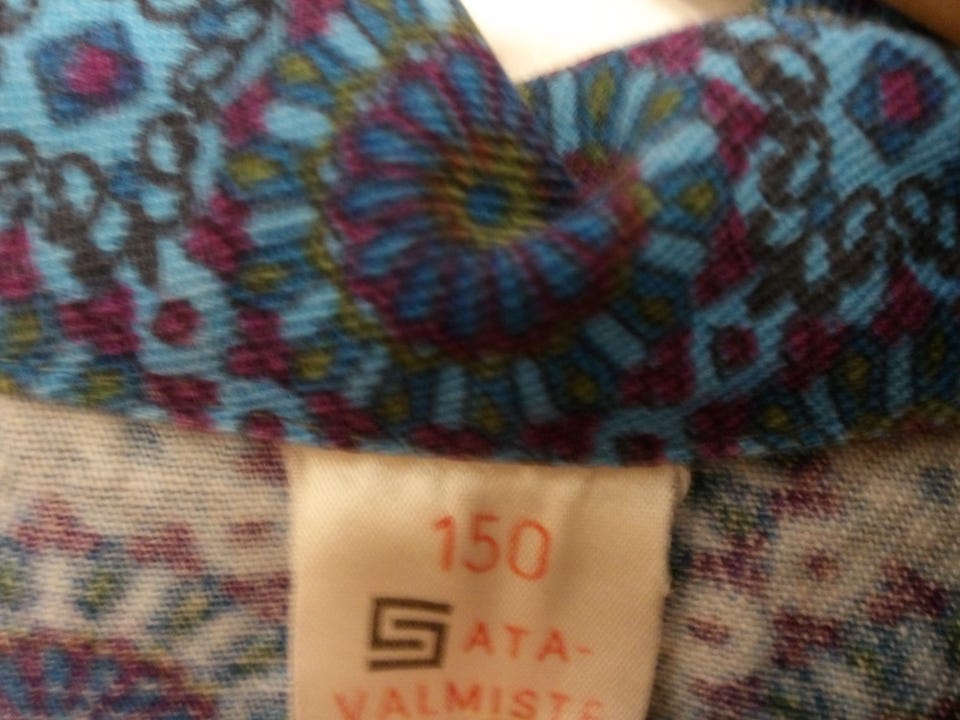 150
SATA-
VALMISTE